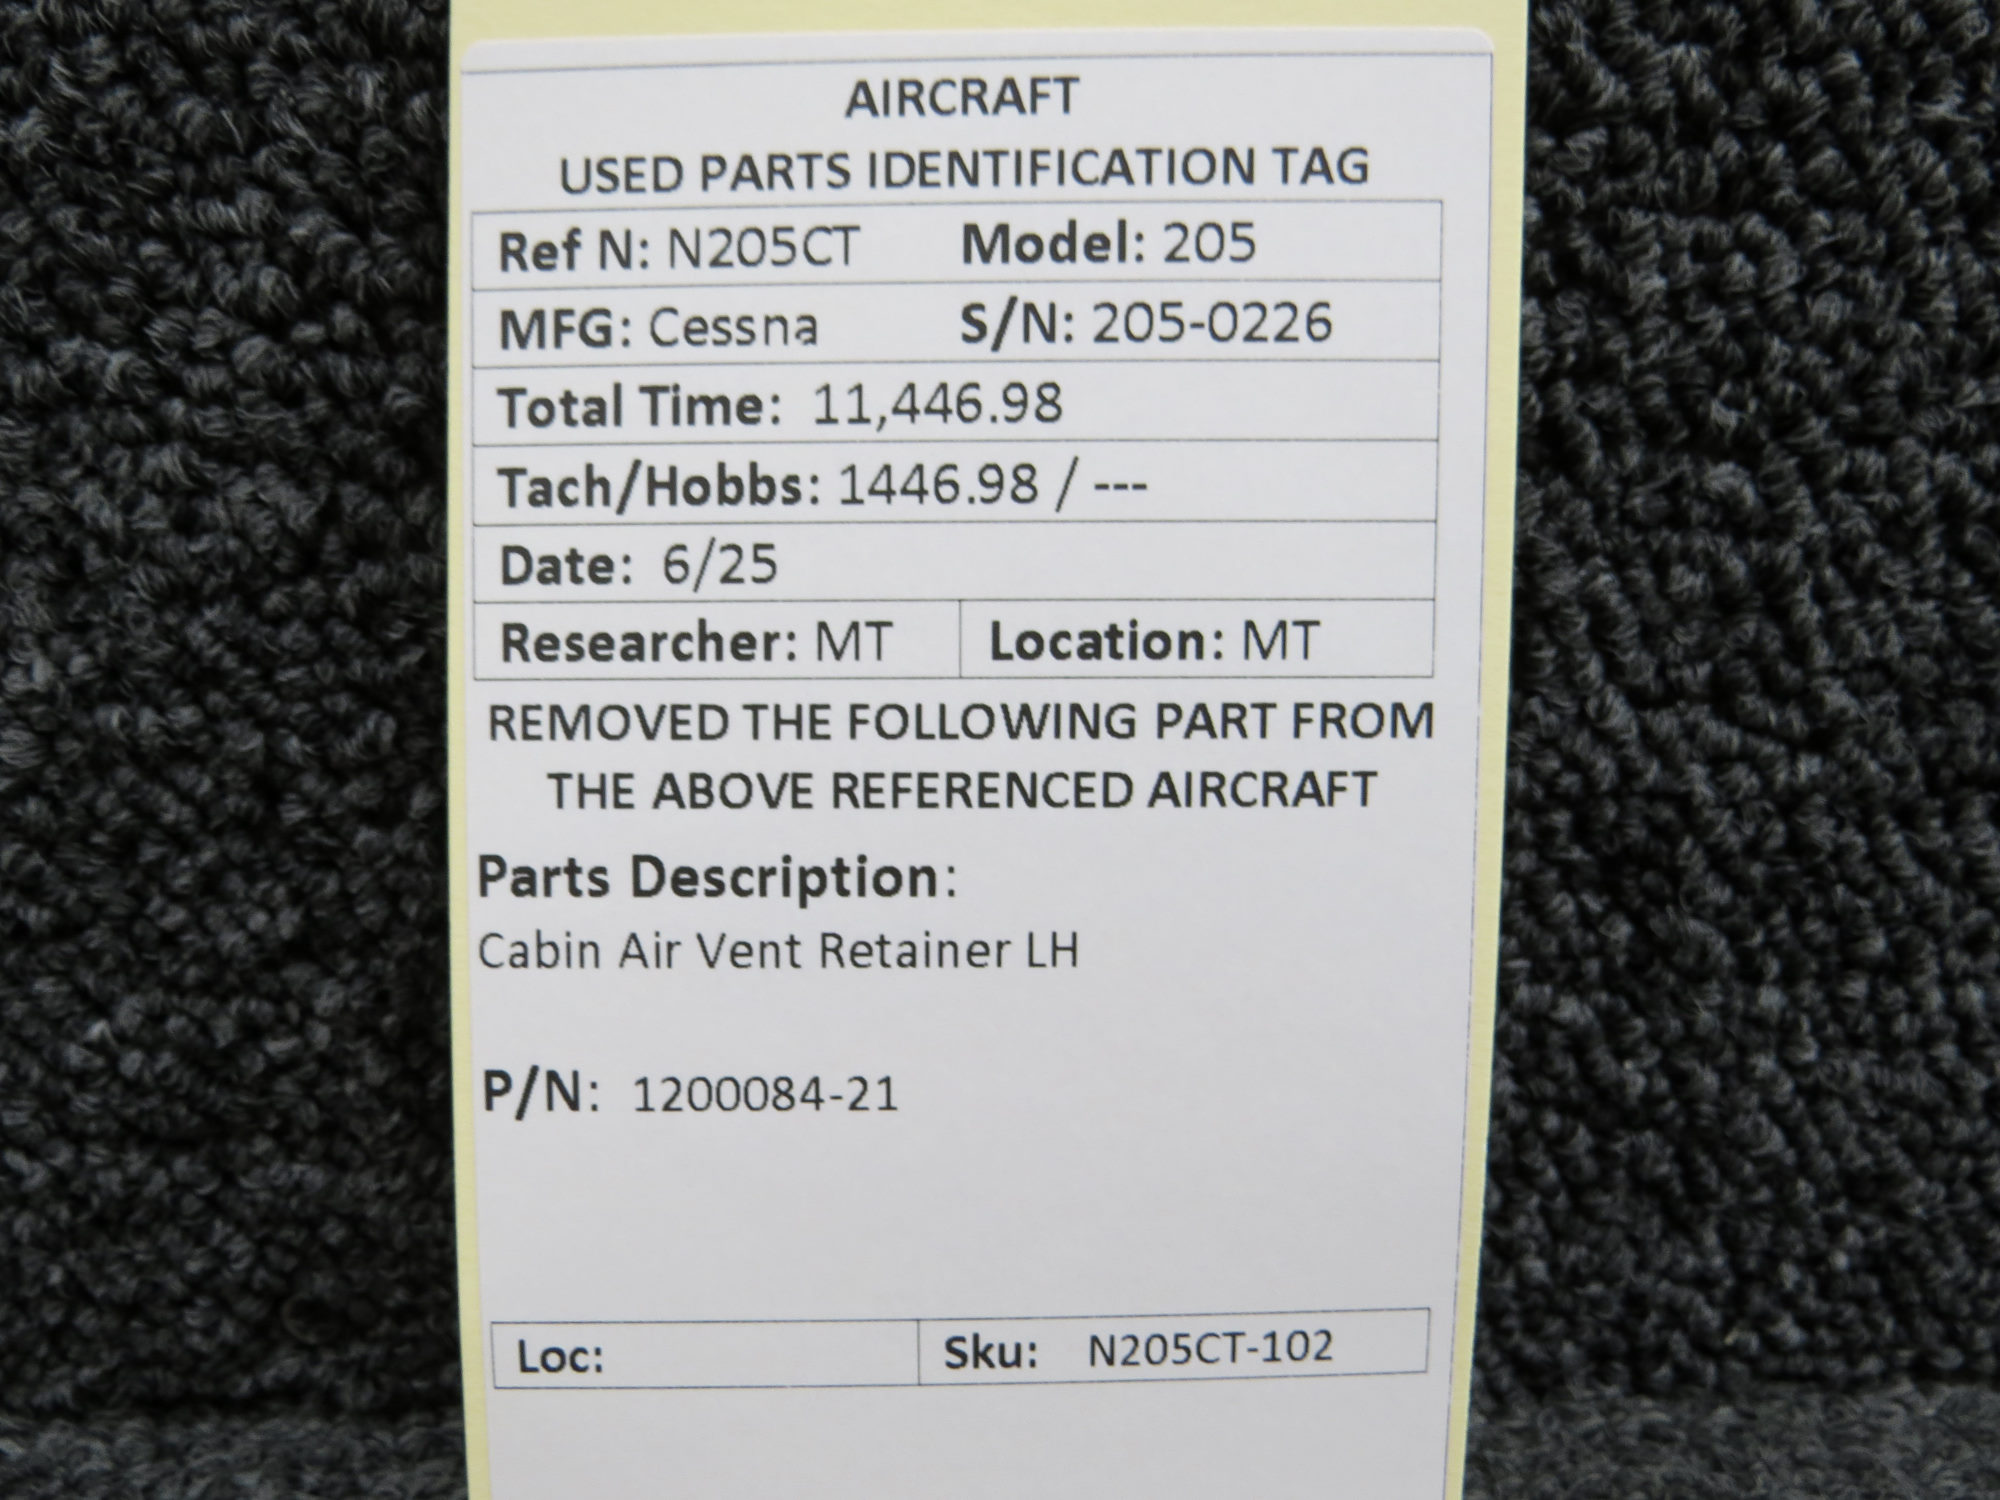 AIRCRAFT
USED PARTS IDENTIFICATION TAG
Ref N: N205CT Model: 205
MFG: Cessna S/N: 205-0226
Total Time: 11,446.98
Tach/Hobbs: 1446.98 / ---
Date: 6/25
Researcher: MT Location: MT
REMOVED THE FOLLOWING PART FROM
THE ABOVE REFERENCED AIRCRAFT
Parts Description:
Cabin Air Vent Retainer LH
P/N: 1200084-21
Loc: Sku: N205CT-102